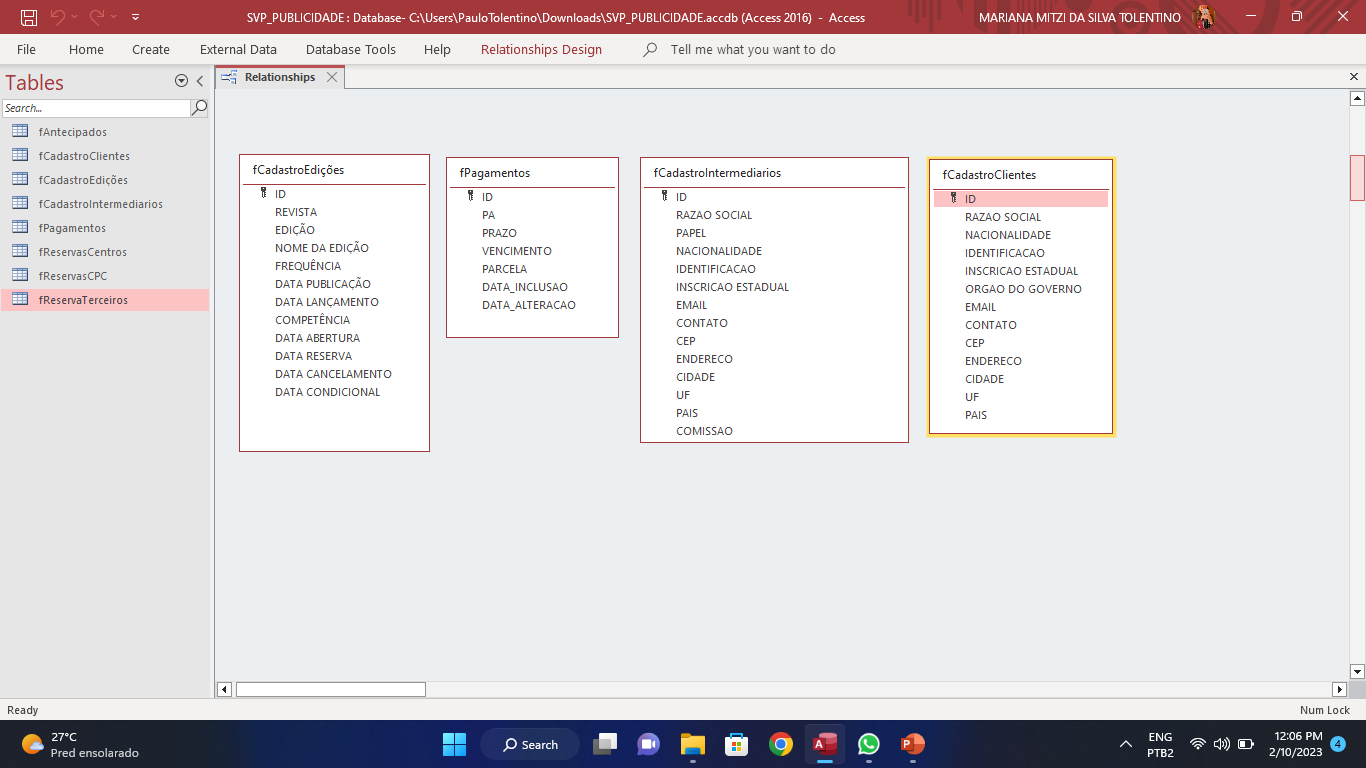 SVP_PUBLICIDADE : Database- C:\Users\PauloTolentino\Downloads\SVP_PUBLICIDADE.accdb (Access 2016)  -  Access
MARIANA MITZI DA SILVA TOLENTINO
File
Home
Create
External Data
Database Tools
Help
Relationships Design
Tell me what you want to do
Tables
Search...
fAntecipados
fCadastroClientes
fCadastroEdições
fCadastroIntermediarios
fPagamentos
fReservasCentros
fReservasCPC
fReservaTerceiros
Relationships
fCadastroEdições
ID
REVISTA
EDIÇÃO
NOME DA EDIÇÃO
FREQUÊNCIA
DATA PUBLICAÇÃO
DATA LANÇAMENTO
COMPETÊNCIA
DATA ABERTURA
DATA RESERVA
DATA CANCELAMENTO
DATA CONDICIONAL
fPagamentos
ID
PA
PRAZO
VENCIMENTO
PARCELA
DATA_INCLUSAO
DATA_ALTERACAO
fCadastroIntermediarios
ID
RAZAO SOCIAL
PAPEL
NACIONALIDADE
IDENTIFICACAO
INSCRICAO ESTADUAL
EMAIL
CONTATO
CEP
ENDERECO
CIDADE
UF
PAIS
COMISSAO
fCadastroClientes
ID
RAZAO SOCIAL
NACIONALIDADE
IDENTIFICACAO
INSCRICAO ESTADUAL
ORGAO DO GOVERNO
EMAIL
CONTATO
CEP
ENDERECO
CIDADE
UF
PAIS
Ready
Num Lock
27°C
Pred ensolarado
Search
ENG
PTB2
12:06 PM
2/10/2023
4